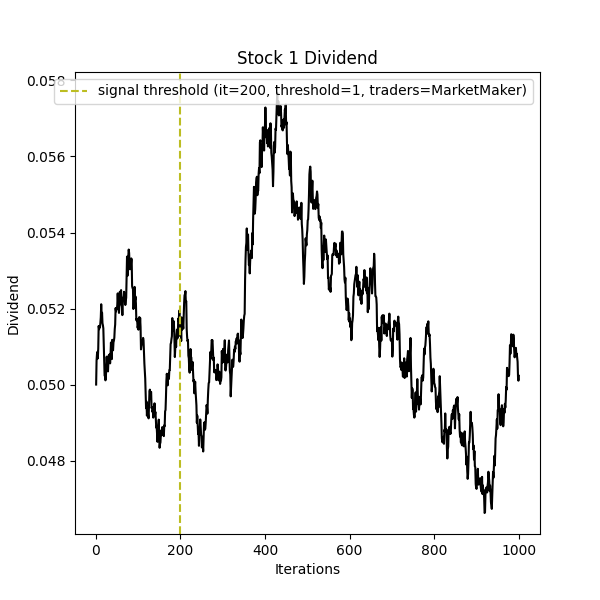 Stock 1 Dividend
signal threshold (it=200, threshold=1, traders=MarketMaker)
Dividend
0.058
0.056
0.054
0.052
0.050
0.048
0 200 400 600 800 1000
Iterations